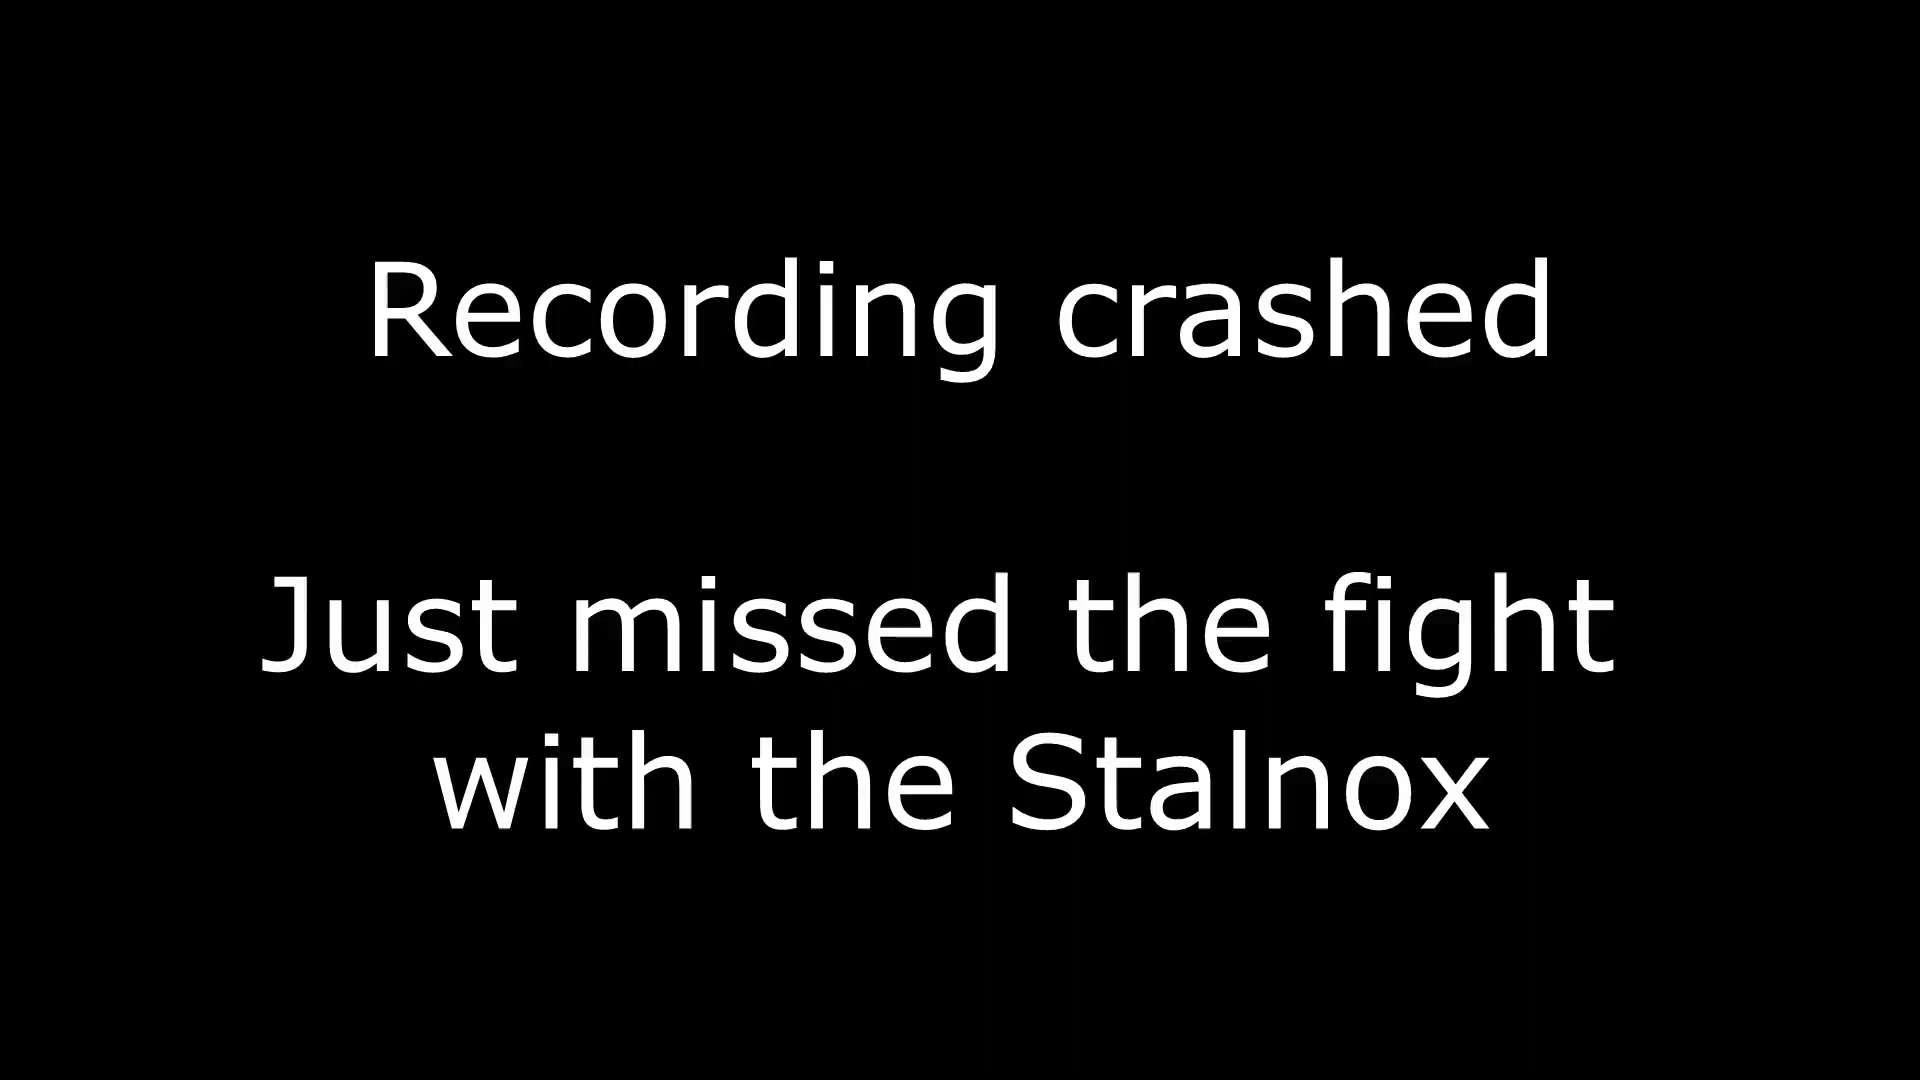 Recording crashed
Just missed the fight
with the Stalnox